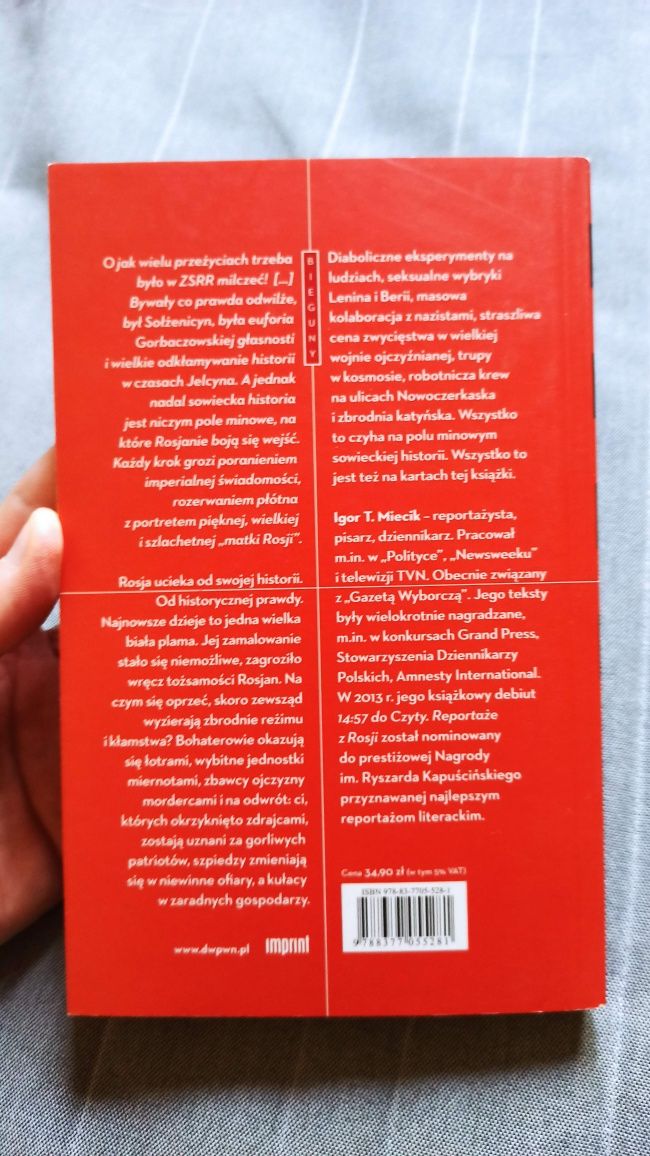 O jak wielu przeżyciach trzeba
było w ZSRR milczeć! [...]
Bywały co prawda odwilże,
był Sołżenicyn, była euforia
Gorbaczowskiej głasnosti
i wielkie odkłamywanie historii
w czasach Jelcyna. A jednak
nadal sowiecka historia
jest niczym pole minowe, na
które Rosjanie boją się wejść.
Każdy krok grozi poranieniem
imperialnej świadomości,
rozerwaniem płótna
z portretem pięknej, wielkiej
i szlachetnej „matki Rosji”.
Rosja ucieka od swojej historii.
Od historycznej prawdy.
Najnowsze dzieje to jedna wielka
biała plama. Jej zamalowanie
stało się niemożliwe, zagroziło
wręcz tożsamości Rosjan. Na
czym się oprzeć, skoro zewsząd
wyzierają zbrodnie reżimu
i kłamstwa? Bohaterowie okazują
się łotrami, wybitne jednostki
miernotami, zbawcy ojczyzny
mordercami i na odwrót: ci,
których okrzyknięto zdrajcami,
zostają uznani za gorliwych
patriotów, szpiedzy zmieniają
się w niewinne ofiary, a kułacy
w zaradnych gospodarzy.
www.dwpwn.pl imprint
BIEGUNY
Diaboliczne eksperymenty na
ludziach, seksualne wybryki
Lenina i Berii, masowa
kolaboracja z nazistami, straszliwa
cena zwycięstwa w wielkiej
wojnie ojczyźnianej, trupy
w kosmosie, robotnicza krew
na ulicach Nowoczerkaska
i zbrodnia katyńska. Wszystko
to czyha na polu minowym
sowieckiej historii. Wszystko to
jest też na kartach tej książki.
Igor T. Miecik – reportażysta,
pisarz, dziennikarz. Pracował
m.in. w „Polityce”, „Newsweeku”
i telewizji TVN. Obecnie związany
z „Gazetą Wyborczą”. Jego teksty
były wielokrotnie nagradzane,
m.in. w konkursach Grand Press,
Stowarzyszenia Dziennikarzy
Polskich, Amnesty International.
W 2013 r. jego książkowy debiut
14:57 do Czyty. Reportaże
z Rosji został nominowany
do prestiżowej Nagrody
im. Ryszarda Kapuścińskiego
przyznawanej najlepszym
reportażom literackim.
Cena 34,90 zł (w tym 5% VAT)
ISBN 978-83-7705-528-1
9 788377 055281